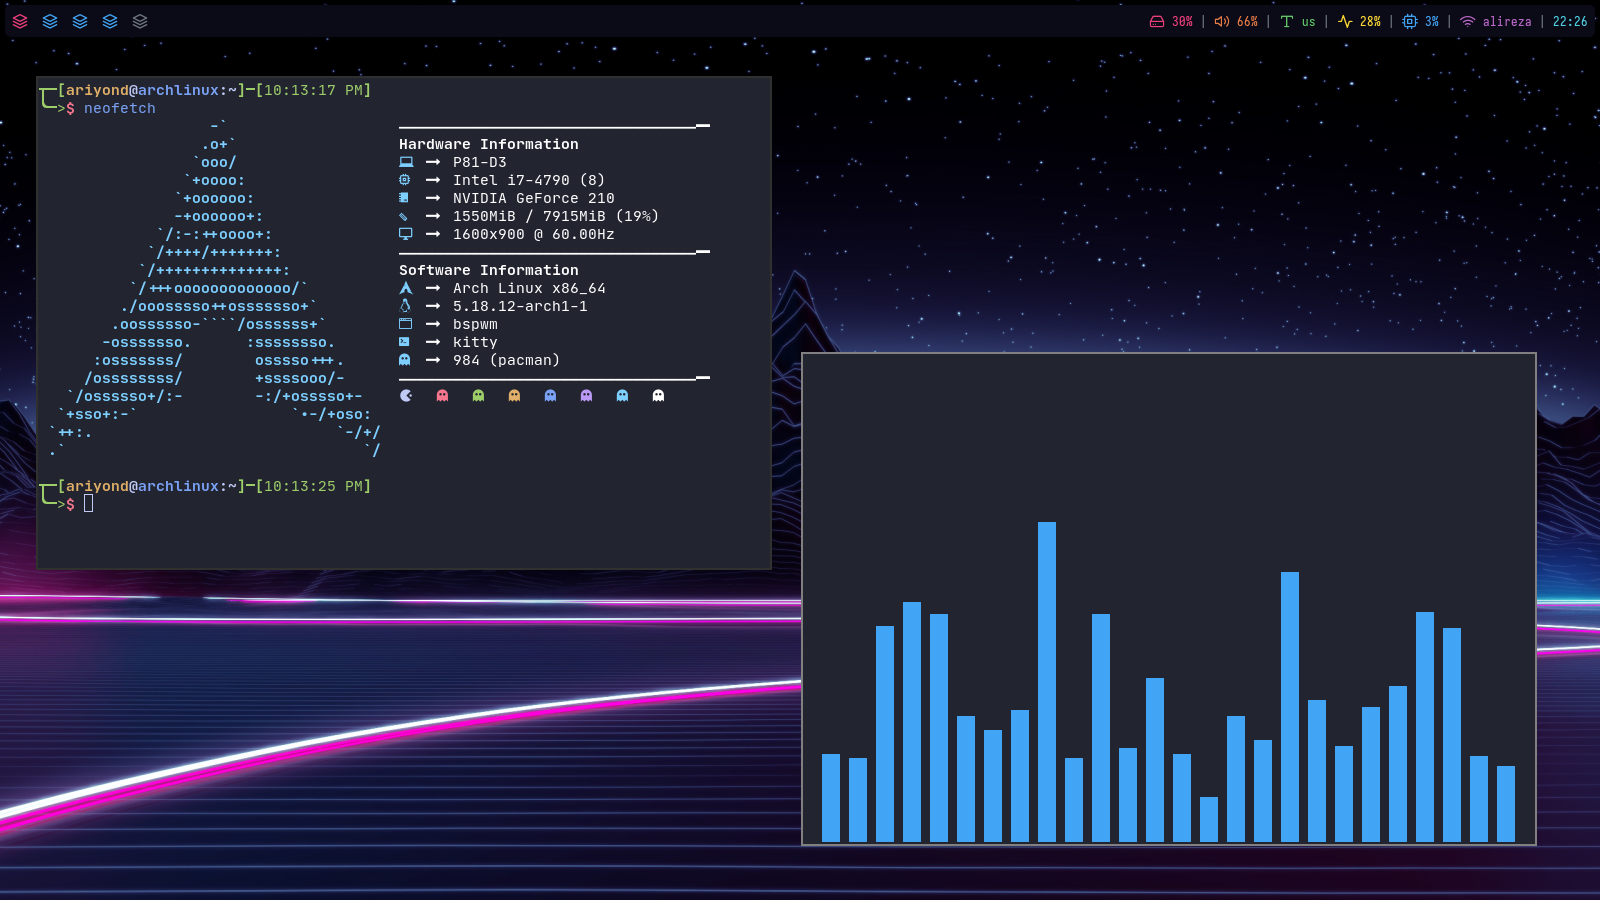 30% | 66% | us | 28% | 3% | alireza | 22:26
[ariyond@archlinux:~]─[10:13:17 PM]
>$ neofetch
-`
.o+`
`ooo/
`+oooo:
`+oooooo:
-+oooooo+:
`/:-:++oooo+:
`/++++/+++++++:
`/++++++++++++++:
`/+++ooooooooooooo/`
./ooosssso++osssssso+`
.oossssso-````/ossssss+`
-osssssso. :ssssssso.
:osssssss/ osssso+++.
/ossssssss/ +ssssooo/-
`/ossssso+/:- -:/+osssso+-
`+sso+:-` `•-/+oso:
`++:. `-/+/
.` `/
Hardware Information
P81-D3
Intel i7-4790 (8)
NVIDIA GeForce 210
1550MiB / 7915MiB (19%)
1600x900 @ 60.00Hz
Software Information
Arch Linux x86_64
5.18.12-arch1-1
bspwm
kitty
984 (pacman)
[ariyond@archlinux:~]─[10:13:25 PM]
>$